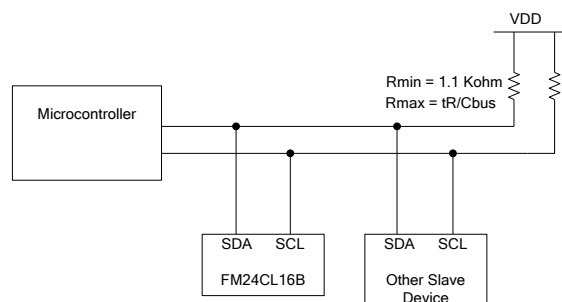 VDD
Rmin = 1.1 Kohm
Rmax = tR/Cbus
Microcontroller
SDA SCL
SDA SCL
FM24CL16B
Other Slave
Device